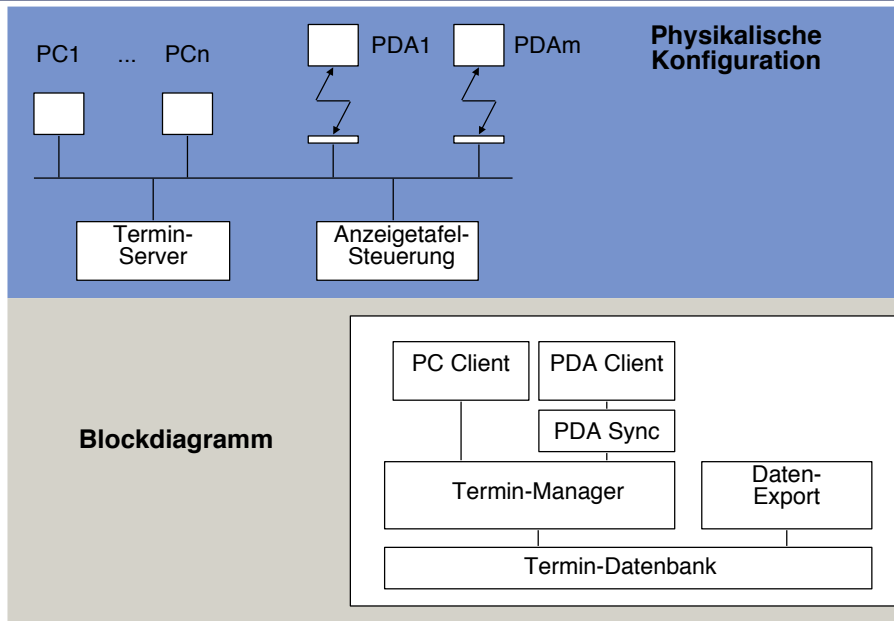 PC1 ... PCn
PDA1
PDAm
Physikalische
Konfiguration
Termin-
Server
Anzeigetafel-
Steuerung
Blockdiagramm
PC Client
PDA Client
PDA Sync
Termin-Manager
Daten-
Export
Termin-Datenbank